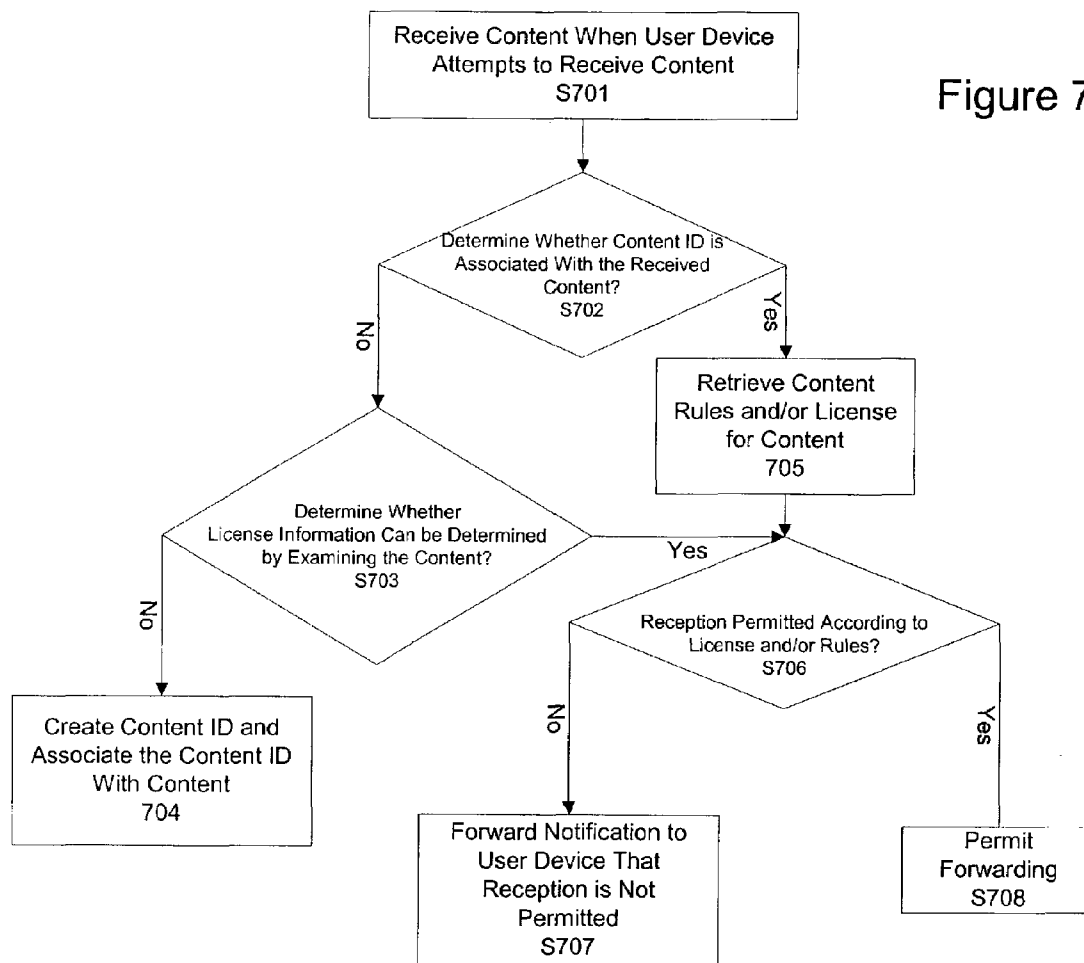 Receive Content When User Device
Attempts to Receive Content
S701
Figure 7
Determine Whether Content ID is
Associated With the Received
Content?
S702
No
Yes
Retrieve Content
Rules and/or License
for Content
705
Determine Whether
License Information Can be Determined
by Examining the Content?
S703
Yes
No
Reception Permitted According to
License and/or Rules?
S706
No
Yes
Create Content ID and
Associate the Content ID
With Content
704
Forward Notification to
User Device That
Reception is Not
Permitted
S707
Permit
Forwarding
S708